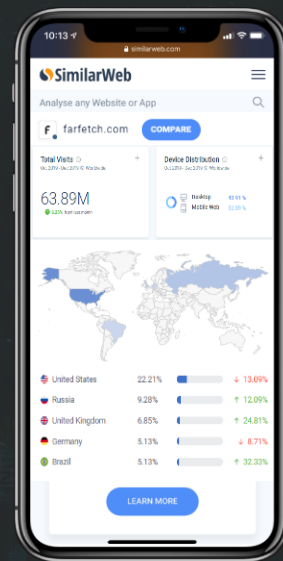 10:13
similarweb.com
SimilarWeb
Analyse any Website or App
F. farfetch.com COMPARE
Total Visits
Device Distribution
63.89M
Desktop
Mobile Web
United States 22.21% ↓ 13.09%
Russia 9.28% ↑ 12.09%
United Kingdom 6.85% ↑ 24.81%
Germany 5.13% ↓ 8.71%
Brazil 5.13% ↑ 32.33%
LEARN MORE